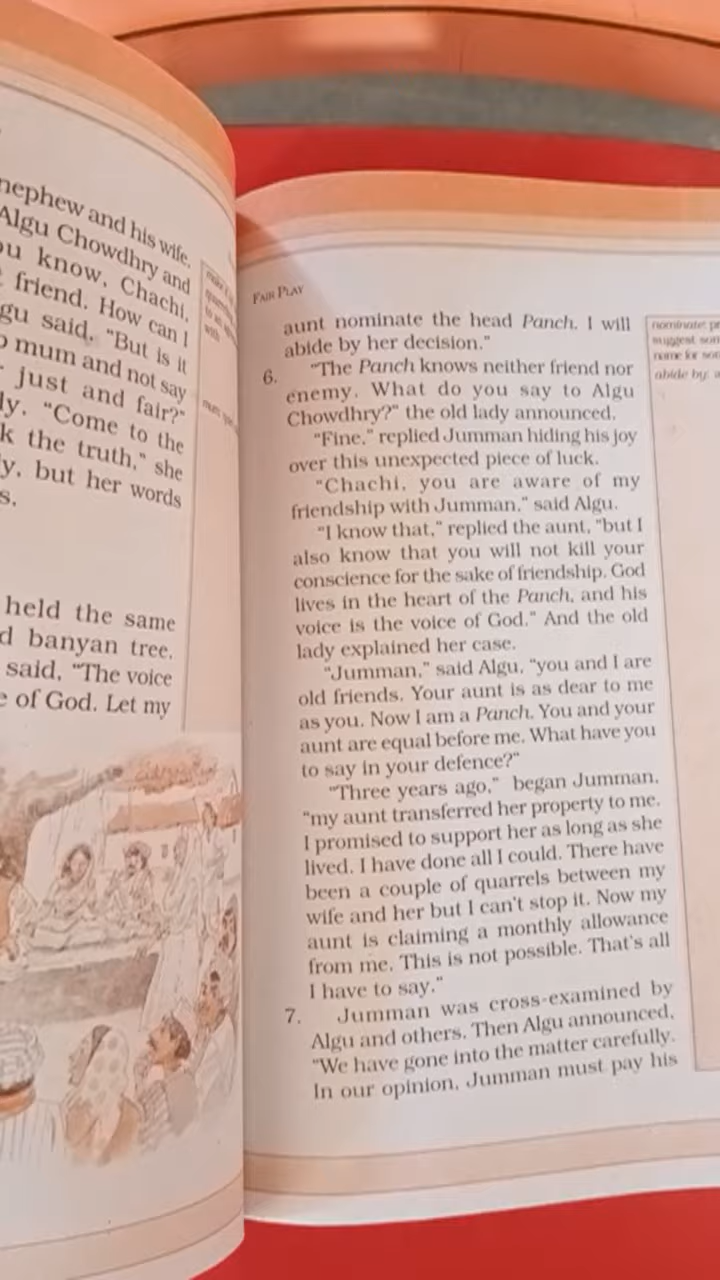 nephew and his wife.
Algu Chowdhry and
ou know, Chachi,
friend. How can I
gu said. "But is it
mum and not say
just and fair?"
ly. "Come to the
k the truth," she
y, but her words
s.
held the same
d banyan tree.
said, "The voice
e of God. Let my
FAIR PLAY
aunt nominate the head Panch. I will
abide by her decision."
6. "The Panch knows neither friend nor
enemy. What do you say to Algu
Chowdhry?" the old lady announced.
"Fine," replied Jumman hiding his joy
over this unexpected piece of luck.
"Chachi, you are aware of my
friendship with Jumman," said Algu.
"I know that," replied the aunt, "but I
also know that you will not kill your
conscience for the sake of friendship. God
lives in the heart of the Panch, and his
voice is the voice of God." And the old
lady explained her case.
"Jumman," said Algu, "you and I are
old friends. Your aunt is as dear to me
as you. Now I am a Panch. You and your
aunt are equal before me. What have you
to say in your defence?"
"Three years ago," began Jumman,
"my aunt transferred her property to me.
I promised to support her as long as she
lived. I have done all I could. There have
been a couple of quarrels between my
wife and her but I can't stop it. Now my
aunt is claiming a monthly allowance
from me. This is not possible. That's all
I have to say."
7. Jumman was cross-examined by
Algu and others. Then Algu announced,
"We have gone into the matter carefully.
In our opinion, Jumman must pay his
nominate: pr
suggest som
name for som
abide by: a